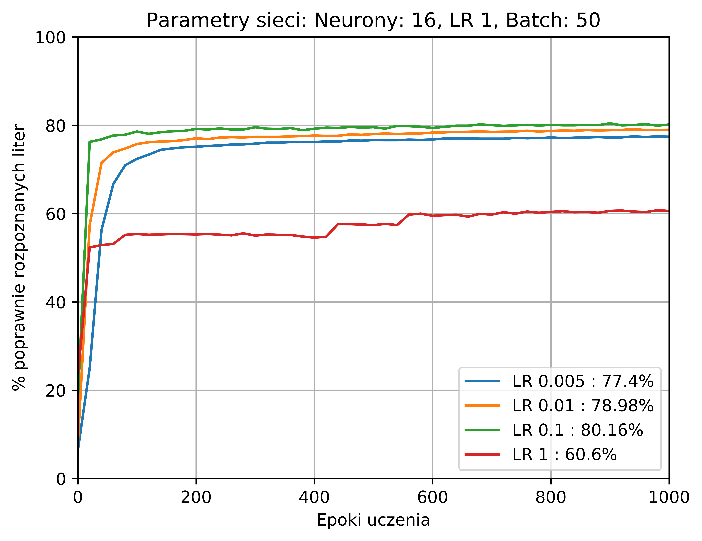 Parametry sieci: Neurony: 16, LR 1, Batch: 50
100
80
60
40
20
0
% poprawnie rozpoznanych liter
LR 0.005 : 77.4%
LR 0.01 : 78.98%
LR 0.1 : 80.16%
LR 1 : 60.6%
0 200 400 600 800 1000
Epoki uczenia